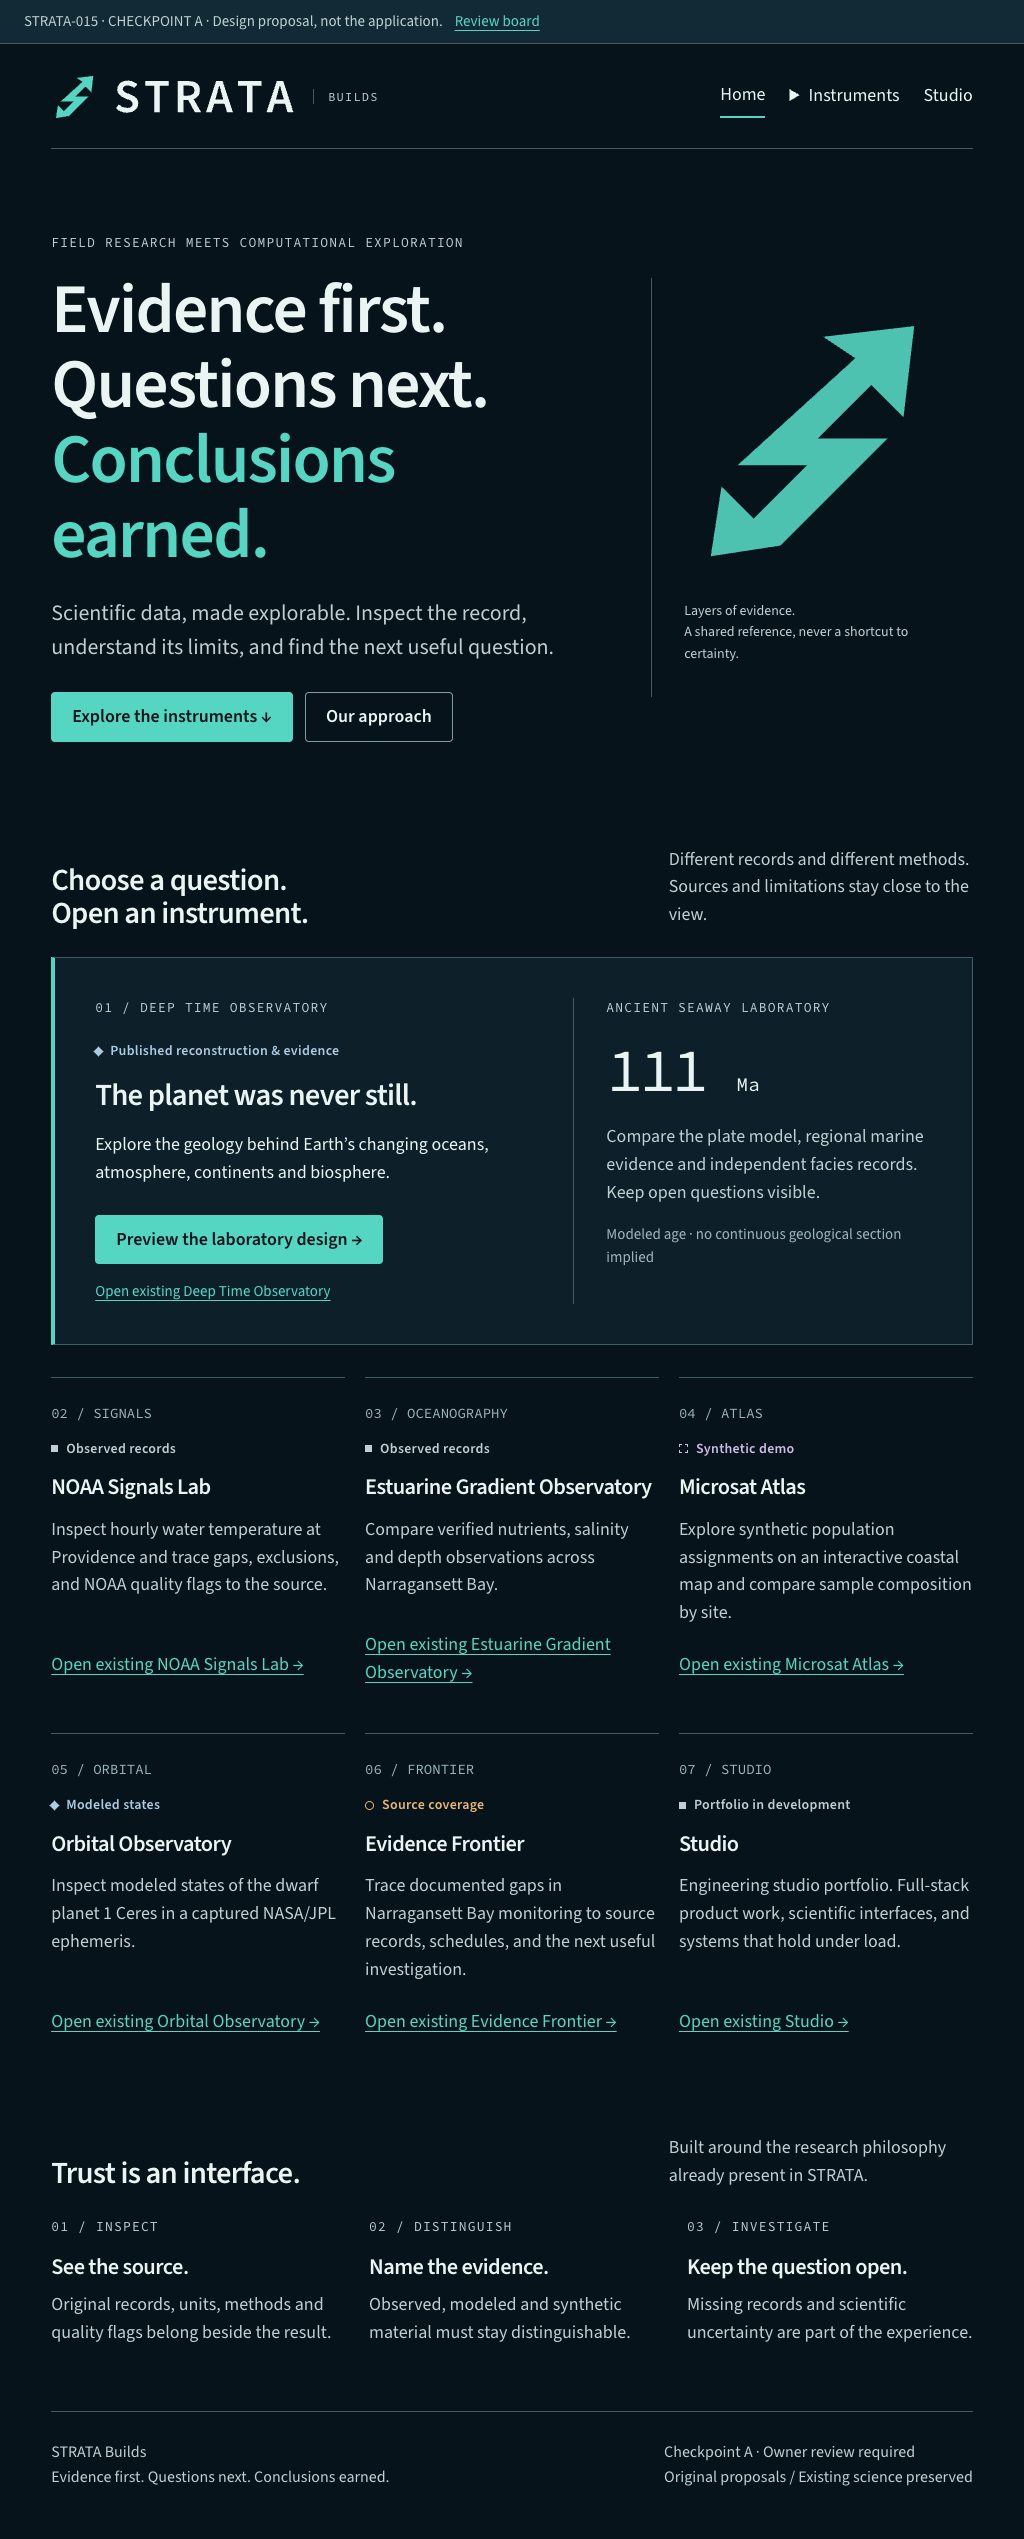 STRATA-015 · CHECKPOINT A · Design proposal, not the application. Review board
STRATA
BUILDS
Home
Instruments
Studio
FIELD RESEARCH MEETS COMPUTATIONAL EXPLORATION
Evidence first.
Questions next.
Conclusions
earned.
Scientific data, made explorable. Inspect the record,
understand its limits, and find the next useful question.
Explore the instruments ↓
Our approach
Layers of evidence.
A shared reference, never a shortcut to
certainty.
Choose a question.
Open an instrument.
Different records and different methods.
Sources and limitations stay close to the
view.
01 / DEEP TIME OBSERVATORY
Published reconstruction & evidence
The planet was never still.
Explore the geology behind Earth’s changing oceans,
atmosphere, continents and biosphere.
Preview the laboratory design →
Open existing Deep Time Observatory
ANCIENT SEAWAY LABORATORY
111 Ma
Compare the plate model, regional marine
evidence and independent facies records.
Keep open questions visible.
Modeled age · no continuous geological section
implied
02 / SIGNALS
Observed records
NOAA Signals Lab
Inspect hourly water temperature at
Providence and trace gaps, exclusions,
and NOAA quality flags to the source.
Open existing NOAA Signals Lab →
03 / OCEANOGRAPHY
Observed records
Estuarine Gradient Observatory
Compare verified nutrients, salinity
and depth observations across
Narragansett Bay.
Open existing Estuarine Gradient
Observatory →
04 / ATLAS
Synthetic demo
Microsat Atlas
Explore synthetic population
assignments on an interactive coastal
map and compare sample composition
by site.
Open existing Microsat Atlas →
05 / ORBITAL
Modeled states
Orbital Observatory
Inspect modeled states of the dwarf
planet 1 Ceres in a captured NASA/JPL
ephemeris.
Open existing Orbital Observatory →
06 / FRONTIER
Source coverage
Evidence Frontier
Trace documented gaps in
Narragansett Bay monitoring to source
records, schedules, and the next useful
investigation.
Open existing Evidence Frontier →
07 / STUDIO
Portfolio in development
Studio
Engineering studio portfolio. Full-stack
product work, scientific interfaces, and
systems that hold under load.
Open existing Studio →
Trust is an interface.
Built around the research philosophy
already present in STRATA.
01 / INSPECT
See the source.
Original records, units, methods and
quality flags belong beside the result.
02 / DISTINGUISH
Name the evidence.
Observed, modeled and synthetic
material must stay distinguishable.
03 / INVESTIGATE
Keep the question open.
Missing records and scientific
uncertainty are part of the experience.
STRATA Builds
Evidence first. Questions next. Conclusions earned.
Checkpoint A · Owner review required
Original proposals / Existing science preserved